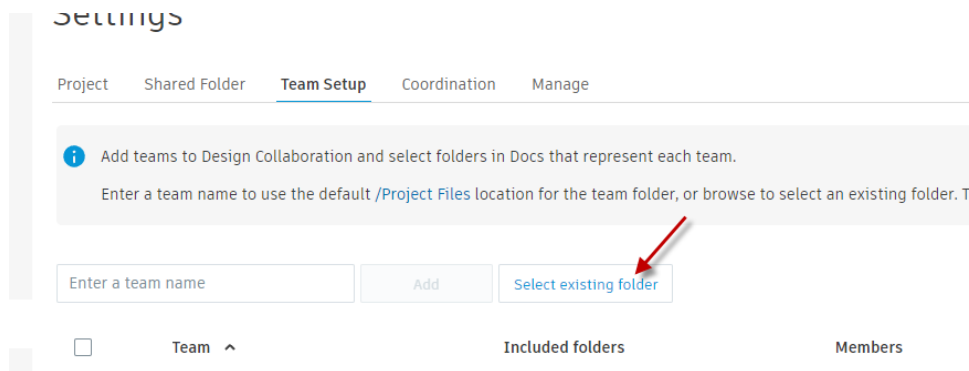 Settings
Project Shared Folder Team Setup Coordination Manage
Add teams to Design Collaboration and select folders in Docs that represent each team.
Enter a team name to use the default /Project Files location for the team folder, or browse to select an existing folder. T
Enter a team name Add Select existing folder
Team Included folders Members